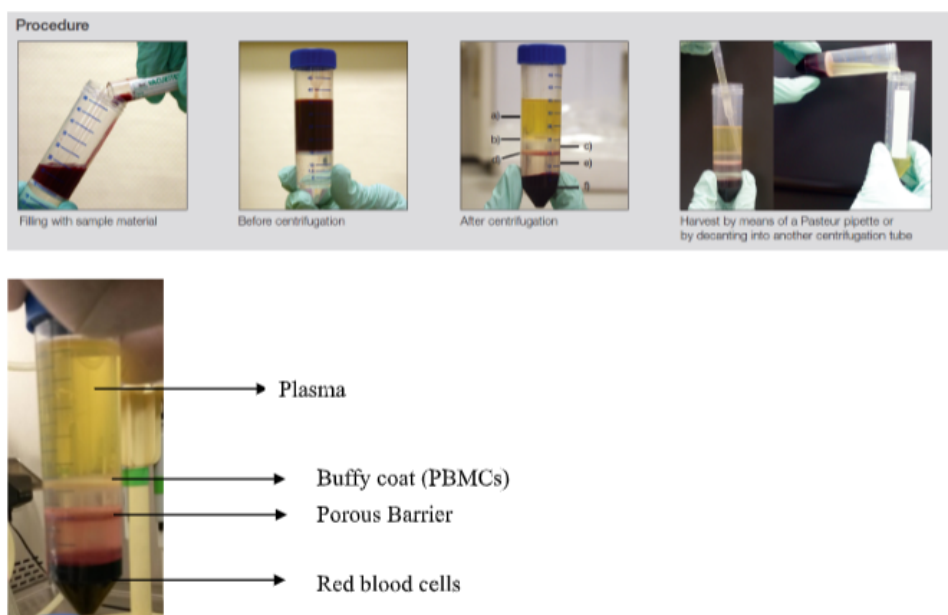 Procedure
a)
b)
c)
d)
e)
f)
Filling with sample material
Before centrifugation
After centrifugation
Harvest by means of a Pasteur pipette or
by decanting into another centrifugation tube
Plasma
Buffy coat (PBMCs)
Porous Barrier
Red blood cells